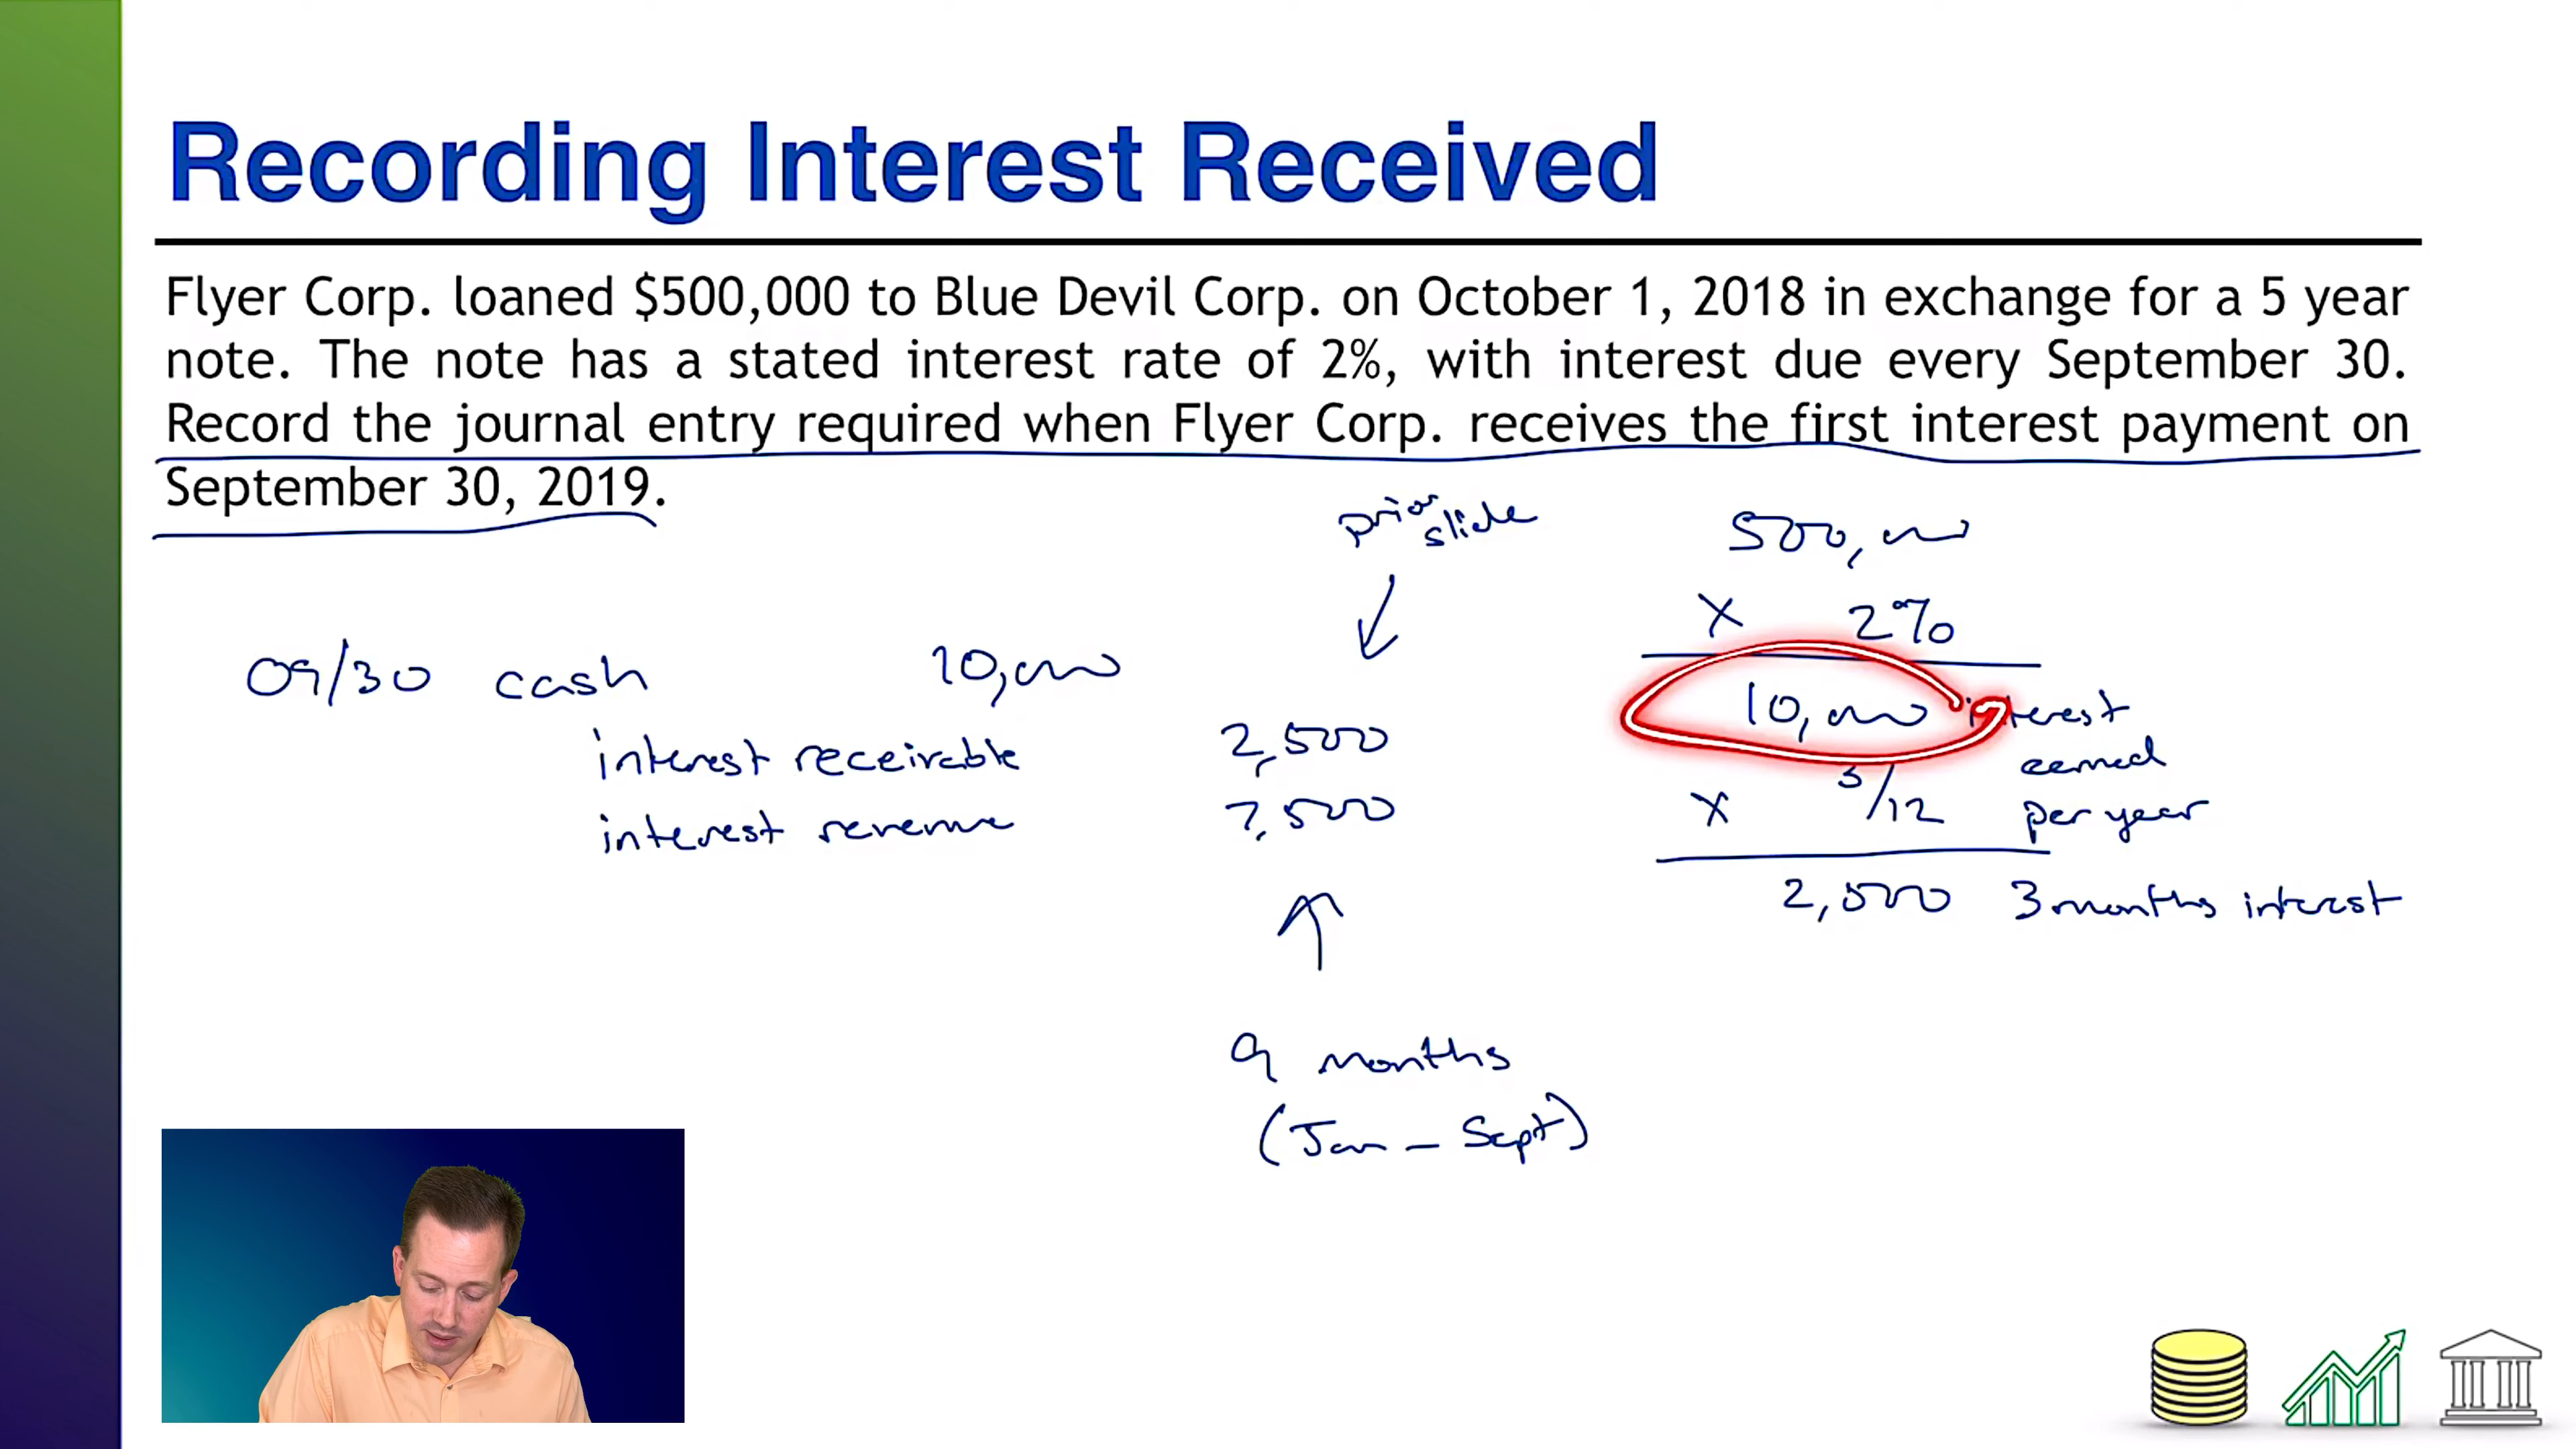 Recording Interest Received
Flyer Corp. loaned $500,000 to Blue Devil Corp. on October 1, 2018 in exchange for a 5 year
note. The note has a stated interest rate of 2%, with interest due every September 30.
Record the journal entry required when Flyer Corp. receives the first interest payment on
September 30, 2019.
prior
slide
09/30 cash 10,000
interest receivable 2,500
interest revenue 7,500
9 months
(Jan - Sept)
500,000
x 2%
10,000 interest
earned
x 3/12 per year
2,500 3 months interest